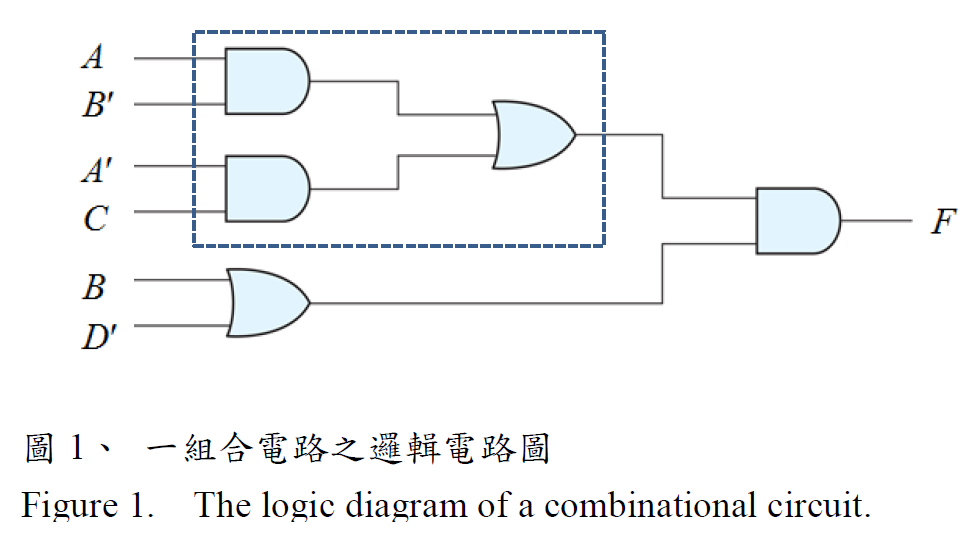 A
B'
A'
C
B
D'
F
圖 1、 一組合電路之邏輯電路圖
Figure 1. The logic diagram of a combinational circuit.